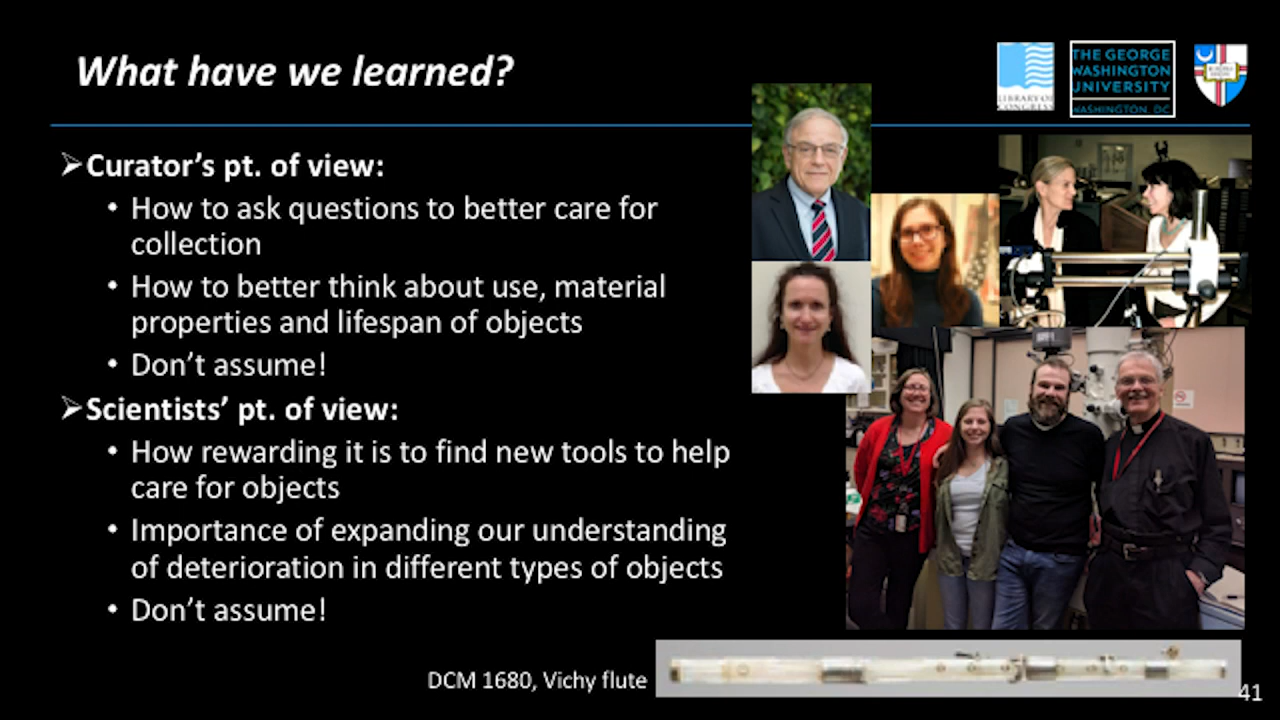 What have we learned?
LIBRARY OF
CONGRESS
THE GEORGE
WASHINGTON
UNIVERSITY
WASHINGTON, DC
➢Curator’s pt. of view:
• How to ask questions to better care for
collection
• How to better think about use, material
properties and lifespan of objects
• Don’t assume!
➢Scientists’ pt. of view:
• How rewarding it is to find new tools to help
care for objects
• Importance of expanding our understanding
of deterioration in different types of objects
• Don’t assume!
DCM 1680, Vichy flute
41